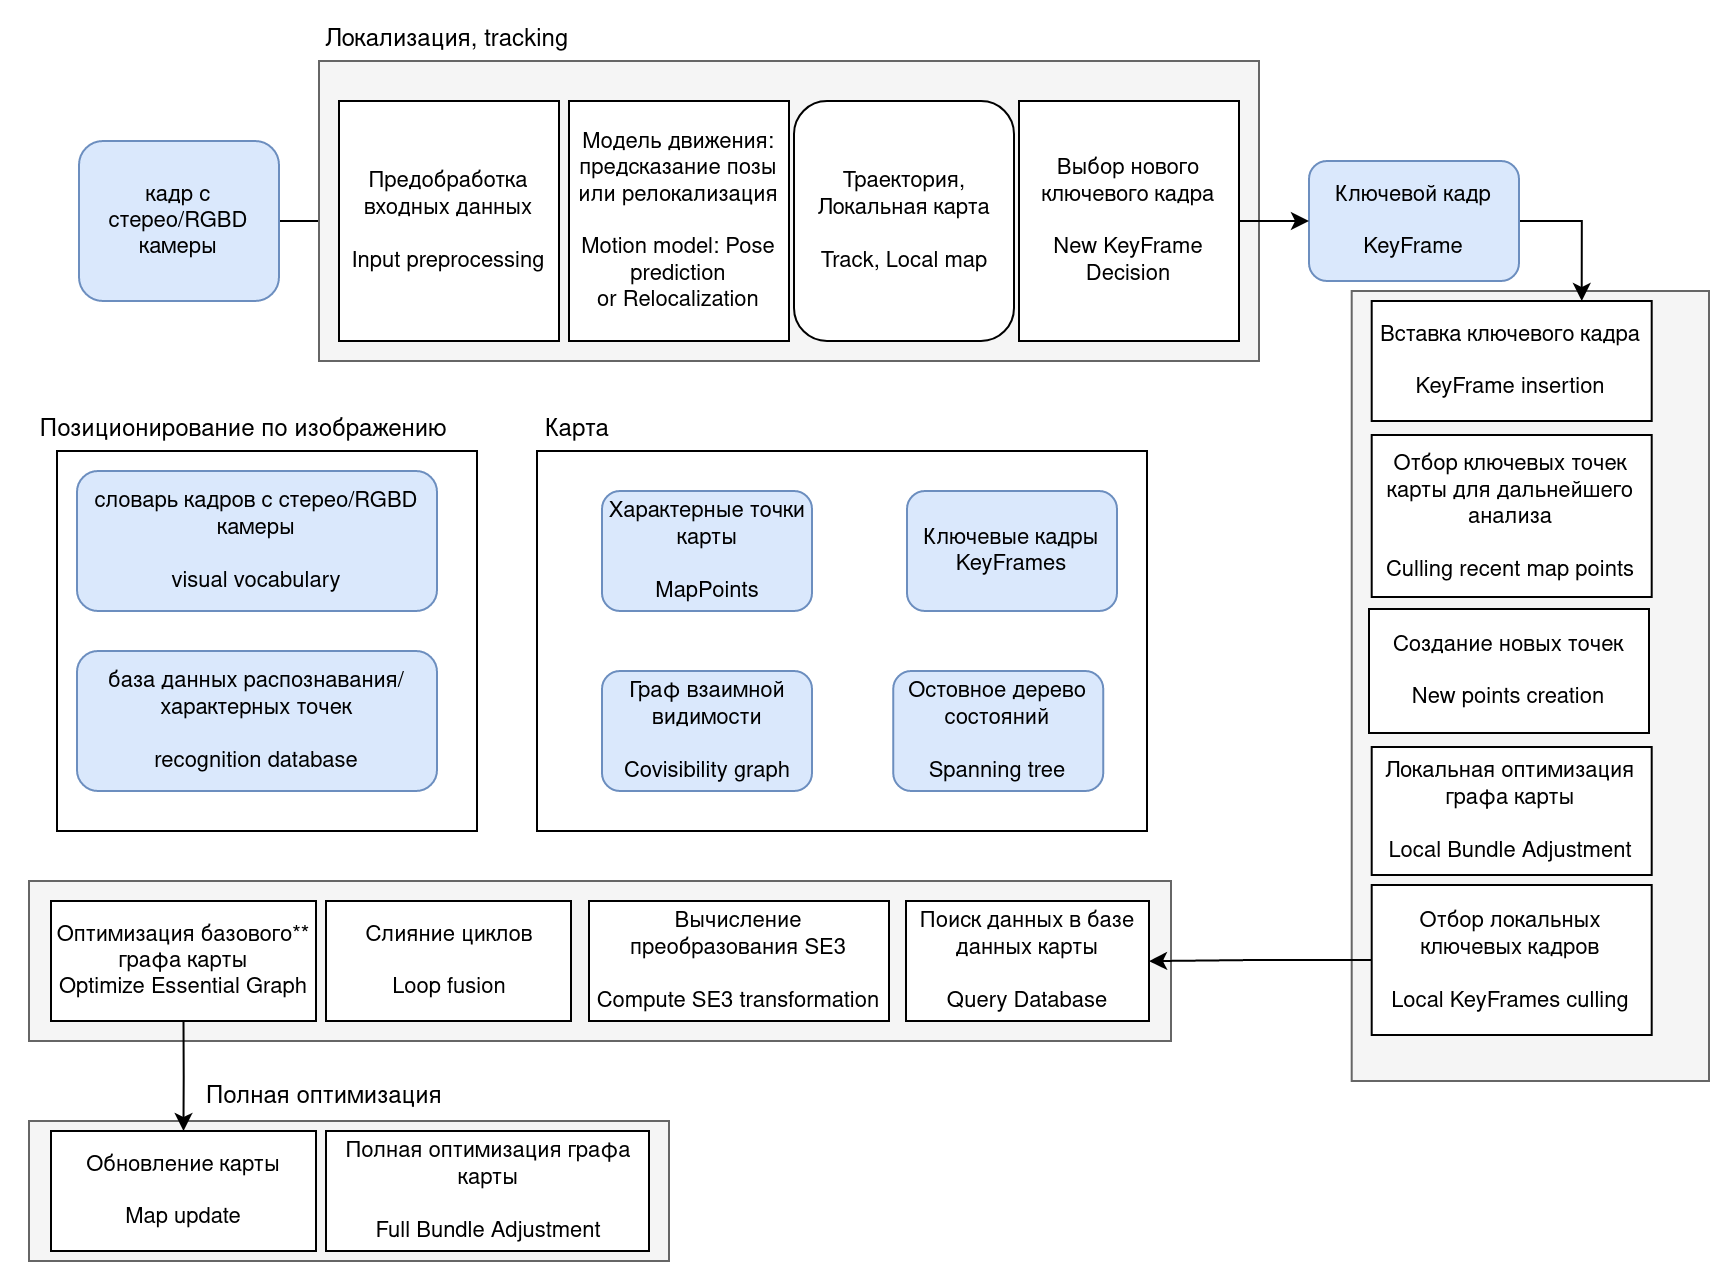 Локализация, tracking
кадр с
стерео/RGBD
камеры
Предобработка
входных данных
Input preprocessing
Модель движения:
предсказание позы
или релокализация
Motion model: Pose
prediction
or Relocalization
Траектория,
Локальная карта
Track, Local map
Выбор нового
ключевого кадра
New KeyFrame
Decision
Ключевой кадр
KeyFrame
Вставка ключевого кадра
KeyFrame insertion
Отбор ключевых точек
карты для дальнейшего
анализа
Culling recent map points
Создание новых точек
New points creation
Локальная оптимизация
графа карты
Local Bundle Adjustment
Отбор локальных
ключевых кадров
Local KeyFrames culling
Позиционирование по изображению
словарь кадров с стерео/RGBD
камеры
visual vocabulary
база данных распознавания/
характерных точек
recognition database
Карта
Характерные точки
карты
MapPoints
Ключевые кадры
KeyFrames
Граф взаимной
видимости
Covisibility graph
Остовное дерево
состояний
Spanning tree
Оптимизация базового**
графа карты
Optimize Essential Graph
Слияние циклов
Loop fusion
Вычисление
преобразования SE3
Compute SE3 transformation
Поиск данных в базе
данных карты
Query Database
Полная оптимизация
Обновление карты
Map update
Полная оптимизация графа
карты
Full Bundle Adjustment